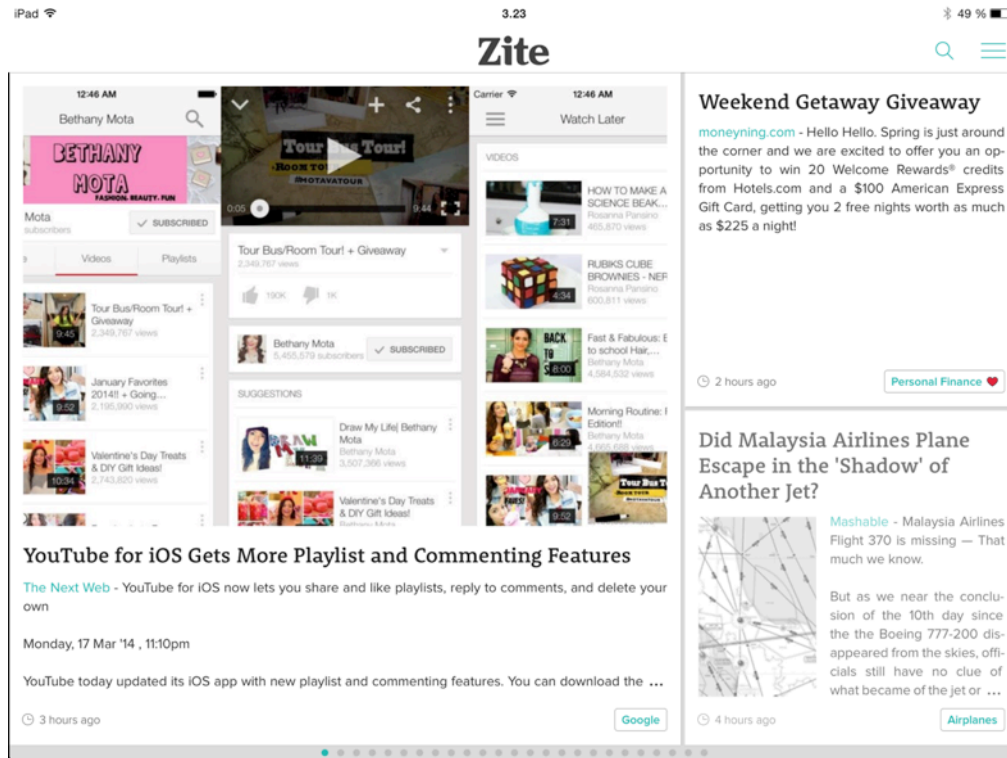 iPad
3.23
49 %
Zite
12:46 AM
Bethany Mota
BETHANY
MOTA
FASHION. BEAUTY. FUN
Mota
subscribers
SUBSCRIBED
Videos
Playlists
9:45
Tour Bus/Room Tour! +
Giveaway
2,349,767 views
9:52
January Favorites
2014!! + Going...
2,195,990 views
10:34
Valentine's Day Treats
& DIY Gift Ideas!
2,743,820 views
Tour Bus Tour!
ROOM TO
#MOTAVATOUR
0:05
9:44
Tour Bus/Room Tour! + Giveaway
2,349,767 views
190K
1K
Bethany Mota
5,455,579 subscribers
SUBSCRIBED
SUGGESTIONS
DRAW
11:39
Draw My Life| Bethany
Mota
3,507,366 views
Valentine's Day Treats
& DIY Gift Ideas!
Bethany Mota
Carrier
12:46 AM
Watch Later
VIDEOS
7:31
HOW TO MAKE A
SCIENCE BEAK...
Rosanna Pansino
465,870 views
4:34
RUBIKS CUBE
BROWNIES - NER
Rosanna Pansino
600,811 views
BACK
TO
8:00
Fast & Fabulous: E
to school Hair,...
Bethany Mota
4,584,532 views
6:29
Morning Routine: F
Edition!!
Bethany Mota
4,665,688 views
9:52
Tour Bus T
YouTube for iOS Gets More Playlist and Commenting Features
The Next Web - YouTube for iOS now lets you share and like playlists, reply to comments, and delete your
own
Monday, 17 Mar '14 , 11:10pm
YouTube today updated its iOS app with new playlist and commenting features. You can download the ...
3 hours ago
Google
Weekend Getaway Giveaway
moneyning.com - Hello Hello. Spring is just around
the corner and we are excited to offer you an op-
portunity to win 20 Welcome Rewards® credits
from Hotels.com and a $100 American Express
Gift Card, getting you 2 free nights worth as much
as $225 a night!
2 hours ago
Personal Finance
Did Malaysia Airlines Plane
Escape in the 'Shadow' of
Another Jet?
Mashable - Malaysia Airlines
Flight 370 is missing — That
much we know.
But as we near the conclu-
sion of the 10th day since
the the Boeing 777-200 dis-
appeared from the skies, offi-
cials still have no clue of
what became of the jet or ...
4 hours ago
Airplanes